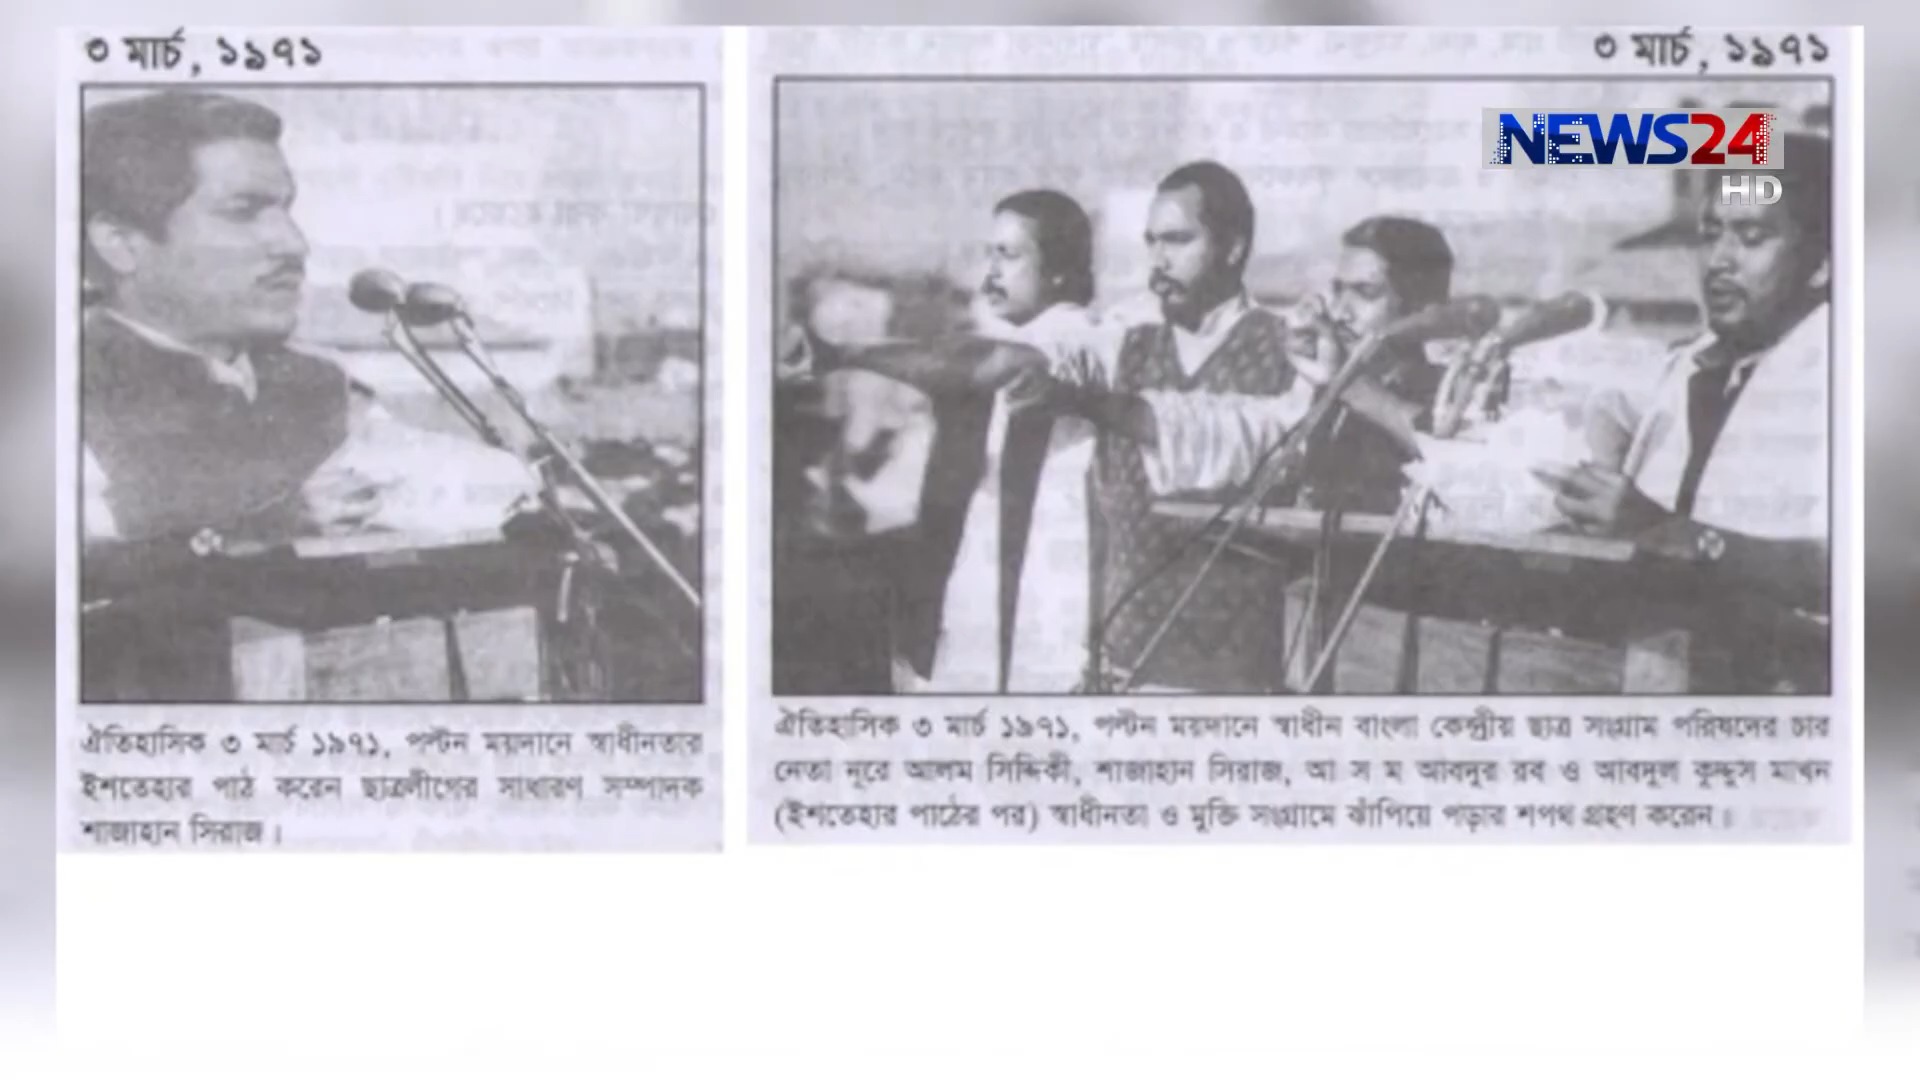 ৩ মার্চ, ১৯৭১
ঐতিহাসিক ৩ মার্চ ১৯৭১, পল্টন ময়দানে স্বাধীনতার
ইশতেহার পাঠ করেন ছাত্রলীগের সাধারণ সম্পাদক
শাজাহান সিরাজ।
৩ মার্চ, ১৯৭১
NEWS24
HD
ঐতিহাসিক ৩ মার্চ ১৯৭১, পল্টন ময়দানে স্বাধীন বাংলা কেন্দ্রীয় ছাত্র সংগ্রাম পরিষদের চার
নেতা নূরে আলম সিদ্দিকী, শাজাহান সিরাজ, আ স ম আবদুর রব ও আবদুল কুদ্দুস মাখন
(ইশতেহার পাঠের পর) স্বাধীনতা ও মুক্তি সংগ্রামে ঝাঁপিয়ে পড়ার শপথ গ্রহণ করেন।